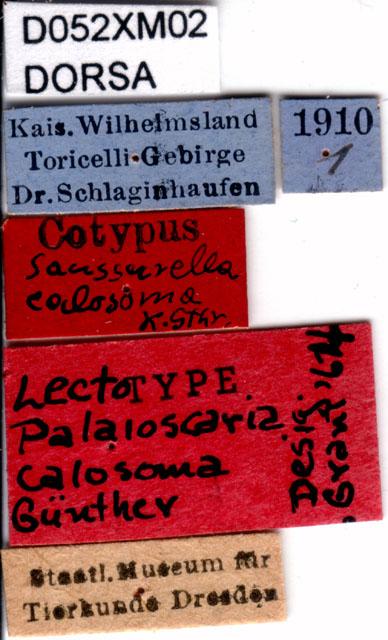 D052XM02
DORSA
Kais. Wilhelmsland
Toricelli-Gebirge
Dr. Schlaginhaufen
1910
1
Cotypus
Saussurella
calosoma
K. Gthr.
LectoTYPE
Palaioscaria
calosoma
Günther
Desig.
Grant '64
Staatl. Museum für
Tierkunde Dresden